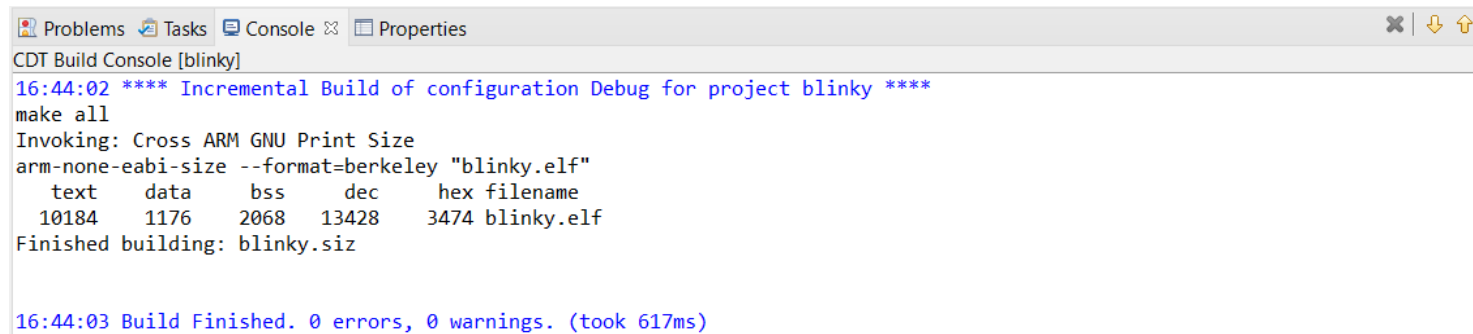 Problems Tasks Console Properties
CDT Build Console [blinky]
16:44:02 **** Incremental Build of configuration Debug for project blinky ****
make all
Invoking: Cross ARM GNU Print Size
arm-none-eabi-size --format=berkeley "blinky.elf"
   text    data     bss     dec     hex filename
  10184    1176    2068   13428    3474 blinky.elf
Finished building: blinky.siz
16:44:03 Build Finished. 0 errors, 0 warnings. (took 617ms)